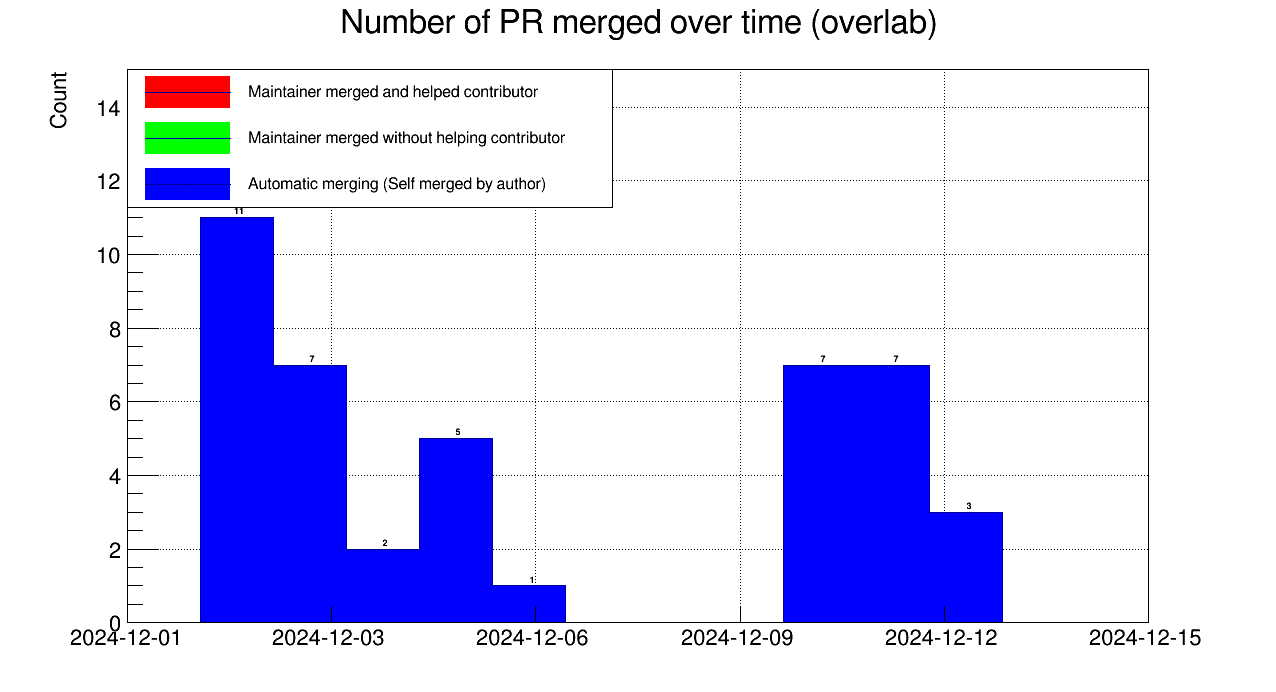 Number of PR merged over time (overlab)
Count
Maintainer merged and helped contributor
Maintainer merged without helping contributor
Automatic merging (Self merged by author)
14
12
10
8
6
4
2
0
11
7
2
5
1
7
7
3
2024-12-01 2024-12-03 2024-12-06 2024-12-09 2024-12-12 2024-12-15